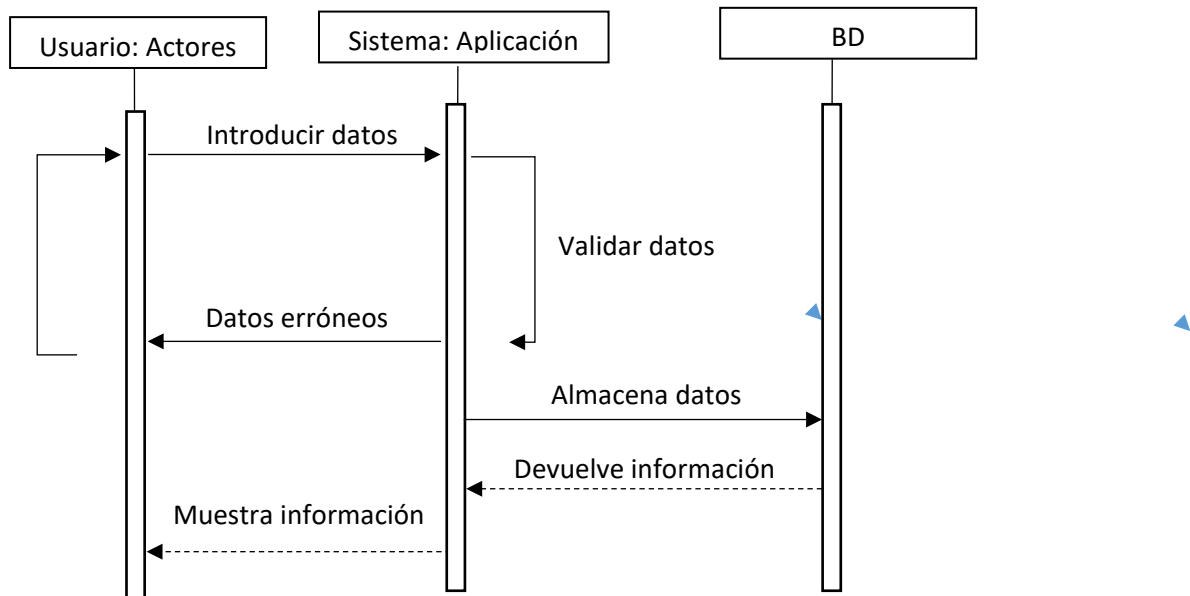 Usuario: Actores
Sistema: Aplicación
BD
Introducir datos
Validar datos
Datos erróneos
Almacena datos
Devuelve información
Muestra información